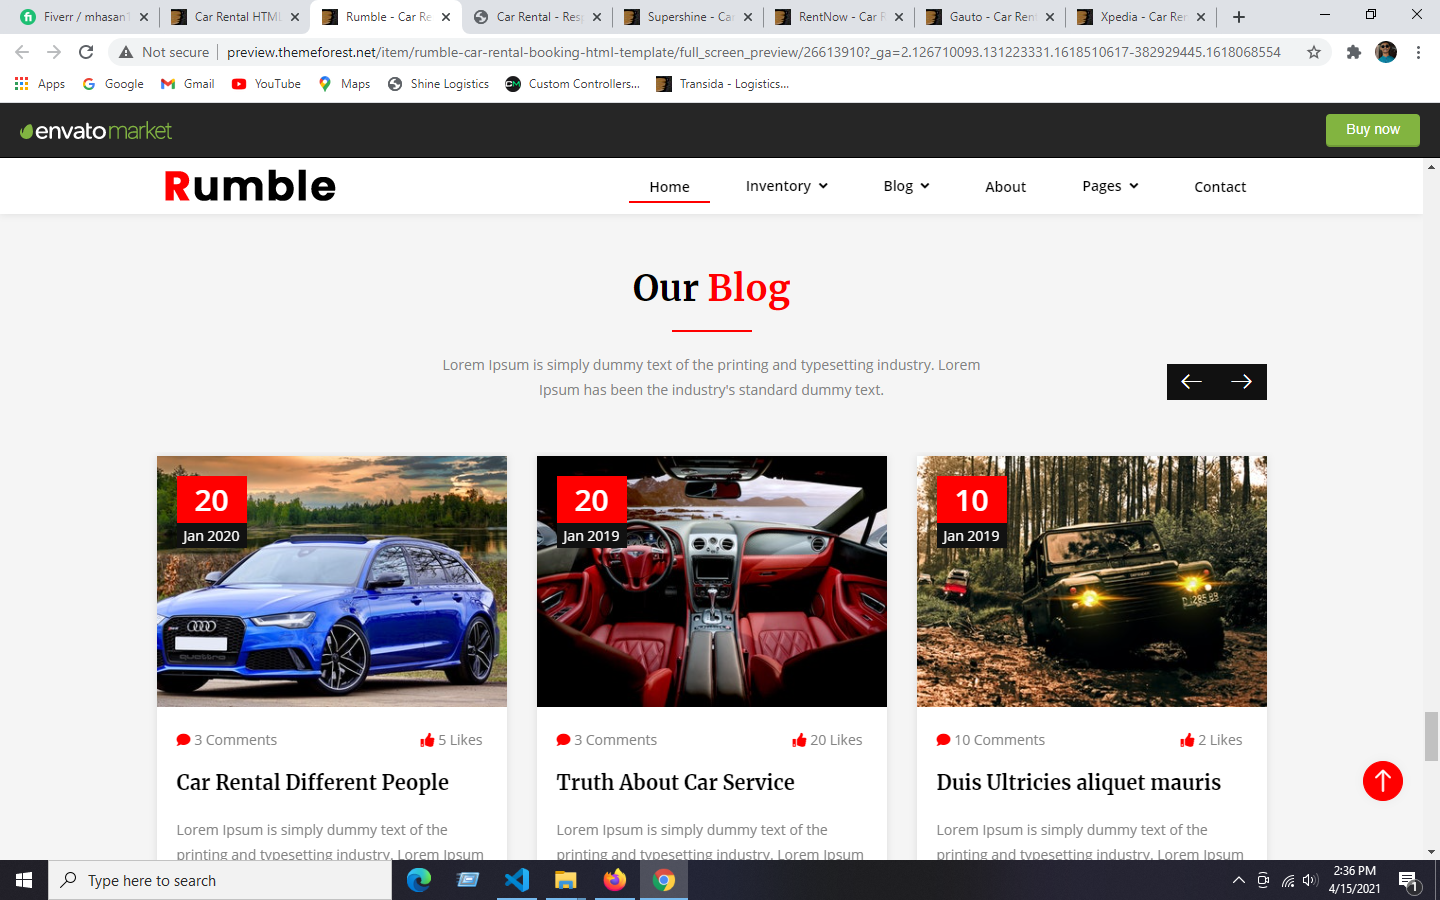 Fiverr / mhasan1
Car Rental HTML
Rumble - Car Re
Car Rental - Resp
Supershine - Car
RentNow - Car R
Gauto - Car Rent
Xpedia - Car Ren
Not secure
preview.themeforest.net/item/rumble-car-rental-booking-html-template/full_screen_preview/26613910?_ga=2.126710093.131223331.1618510617-382929445.1618068554
Apps
Google
Gmail
YouTube
Maps
Shine Logistics
Custom Controllers...
Transida - Logistics...
envatomarket
Buy now
Rumble
Home
Inventory
Blog
About
Pages
Contact
Our Blog
Lorem Ipsum is simply dummy text of the printing and typesetting industry. Lorem
Ipsum has been the industry's standard dummy text.
20
Jan 2020
20
Jan 2019
10
Jan 2019
quattro
3 Comments
5 Likes
3 Comments
20 Likes
10 Comments
2 Likes
Car Rental Different People
Truth About Car Service
Duis Ultricies aliquet mauris
Lorem Ipsum is simply dummy text of the
printing and typesetting industry. Lorem Ipsum
Lorem Ipsum is simply dummy text of the
printing and typesetting industry. Lorem Ipsum
Lorem Ipsum is simply dummy text of the
printing and typesetting industry. Lorem Ipsum
Type here to search
2:36 PM
4/15/2021
1